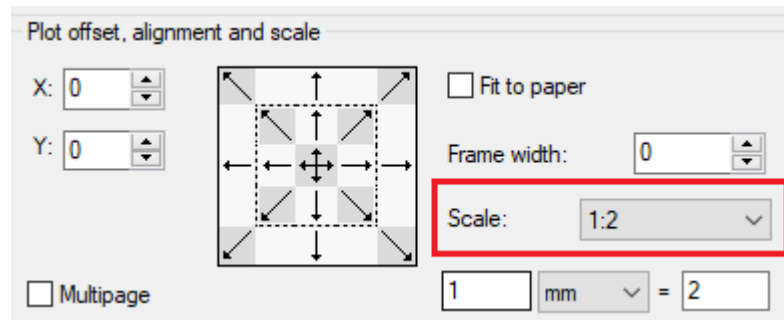 Plot offset, alignment and scale
X: 0
Fit to paper
Y: 0
Frame width: 0
Scale: 1:2
Multipage
1 mm = 2